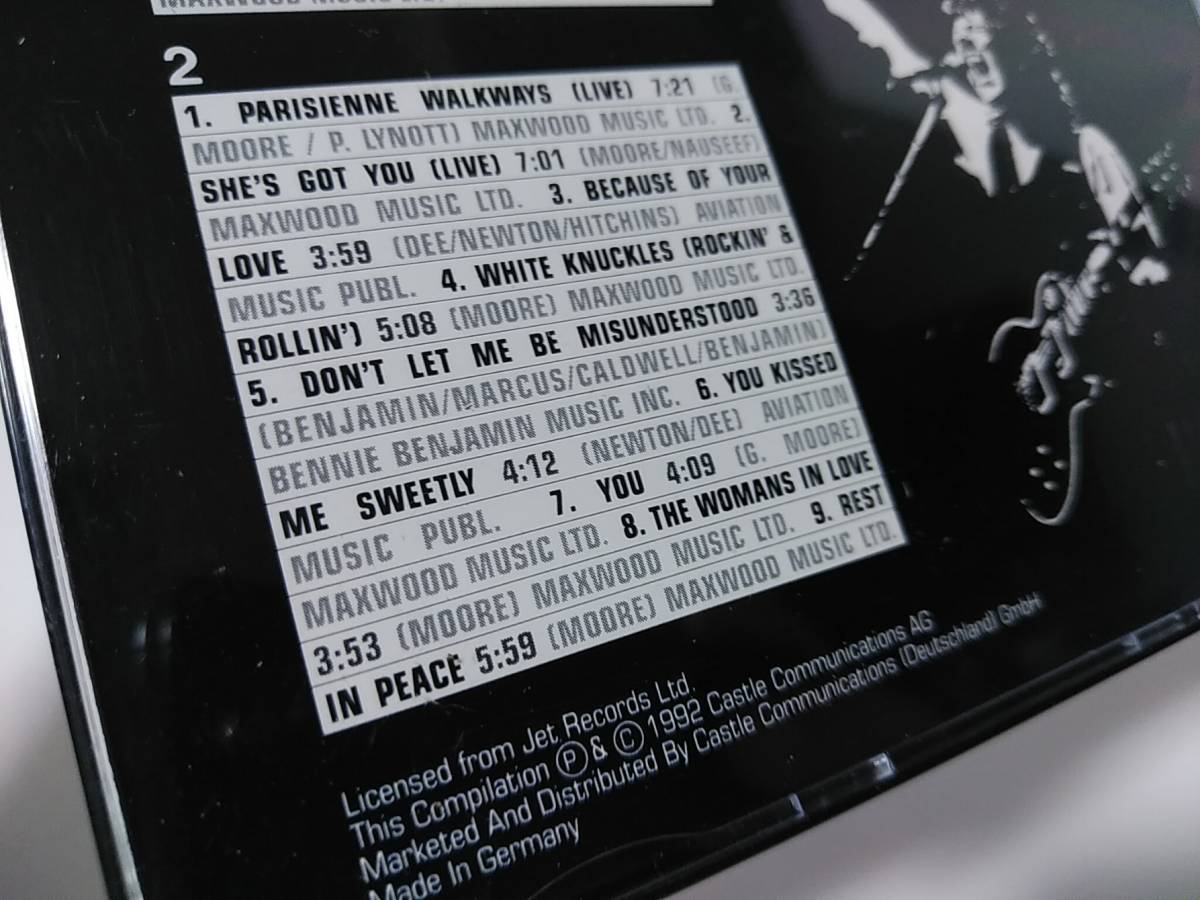 2
1. PARISIENNE WALKWAYS (LIVE) 7:21 (G.
MOORE / P. LYNOTT) MAXWOOD MUSIC LTD. 2.
SHE'S GOT YOU (LIVE) 7:01 (MOORE/NAUSEEF)
MAXWOOD MUSIC LTD. 3. BECAUSE OF YOUR
LOVE 3:59 (DEE/NEWTON/HITCHINS) AVIATION
MUSIC PUBL. 4. WHITE KNUCKLES (ROCKIN' &
ROLLIN') 5:08 (MOORE) MAXWOOD MUSIC LTD.
5. DON'T LET ME BE MISUNDERSTOOD 3:36
(BENJAMIN/MARCUS/CALDWELL/BENJAMIN)
BENNIE BENJAMIN MUSIC INC. 6. YOU KISSED
ME SWEETLY 4:12 (NEWTON/DEE) AVIATION
MUSIC PUBL. 7. YOU 4:09 (G. MOORE)
MAXWOOD MUSIC LTD. 8. THE WOMANS IN LOVE
3:53 (MOORE) MAXWOOD MUSIC LTD. 9. REST
IN PEACE 5:59 (MOORE) MAXWOOD MUSIC LTD.
Licensed from Jet Records Ltd.
This Compilation Ⓟ & © 1992 Castle Communications AG
Marketed And Distributed By Castle Communications (Deutschland) GmbH
Made In Germany